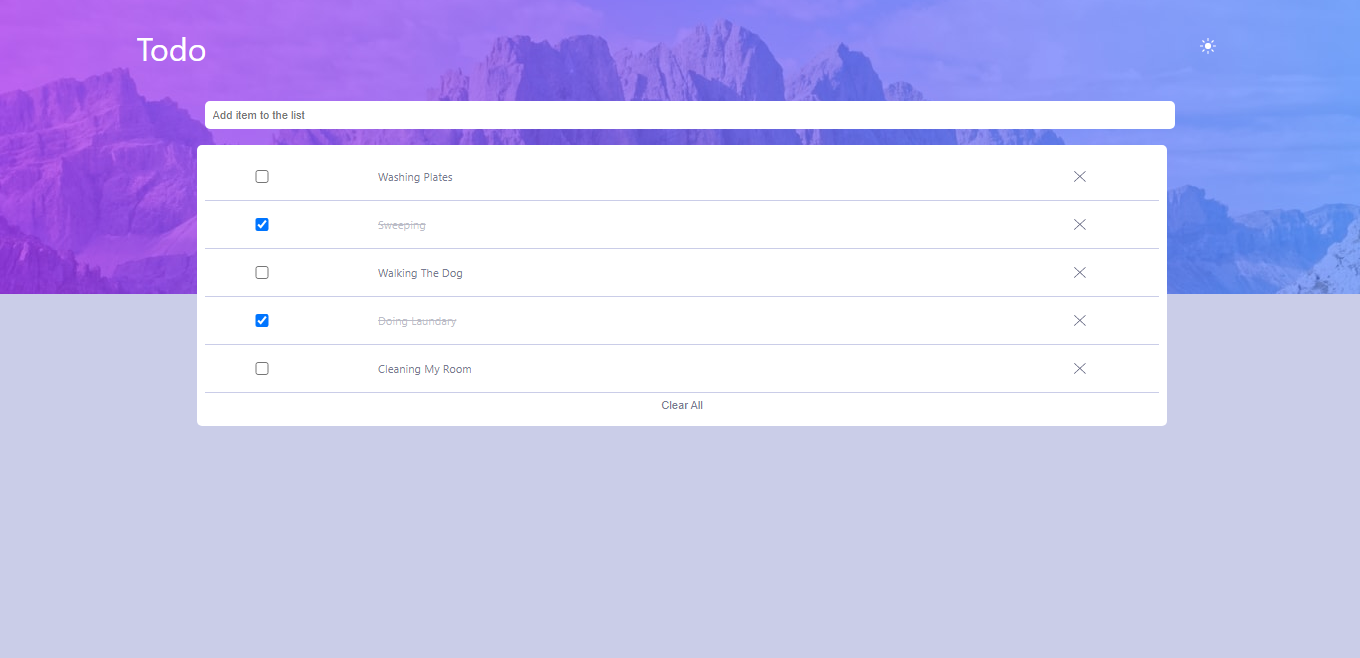 Todo
Add item to the list
Washing Plates
Sweeping
Walking The Dog
Doing Laundary
Cleaning My Room
Clear All